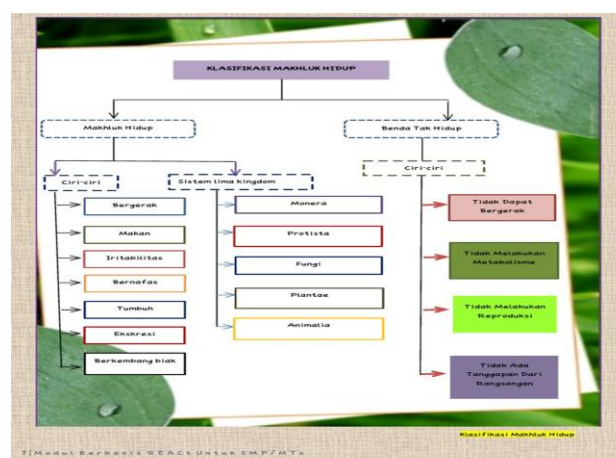 KLASIFIKASI MAKHLUK HIDUP
Makhluk Hidup
Benda Tak Hidup
Ciri-ciri
Sistem lima kingdom
Ciri-ciri
Bergerak
Makan
Iritabilitas
Bernafas
Tumbuh
Ekskresi
Berkembang biak
Monera
Protista
Fungi
Plantae
Animalia
Tidak Dapat
Bergerak
Tidak Melakukan
Metabolisme
Tidak Melakukan
Reproduksi
Tidak Ada
Tanggapan Dari
Rangsangan
Klasifikasi Makhluk Hidup
7|Modul Berbasis REACt Untuk SMP/MTs